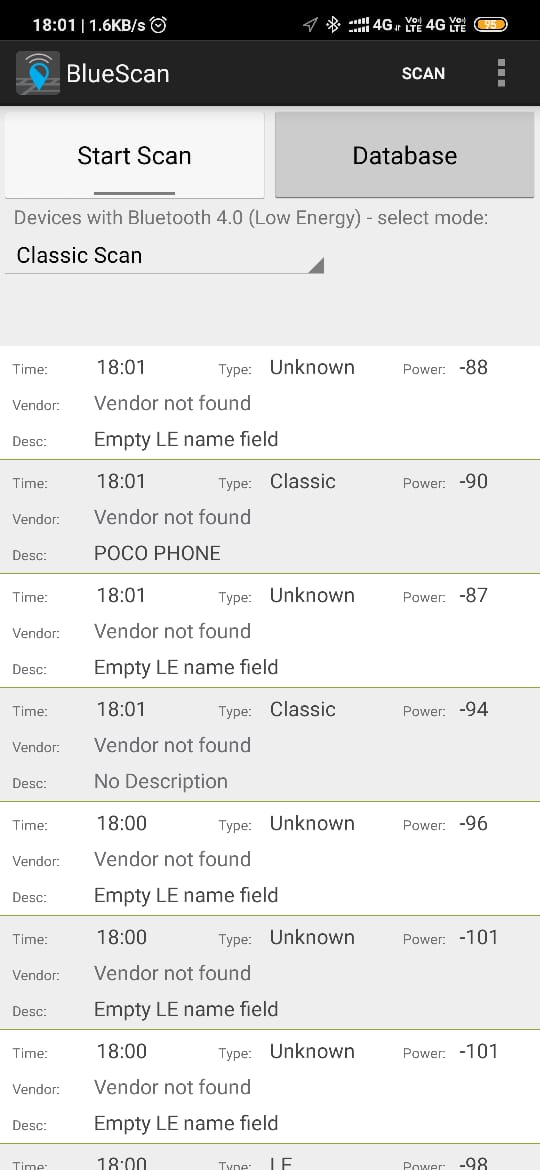 18:01 | 1.6KB/s 4G Vo) LTE 4G Vo) LTE 95
BlueScan SCAN
Start Scan Database
Devices with Bluetooth 4.0 (Low Energy) - select mode:
Classic Scan
Time: 18:01 Type: Unknown Power: -88
Vendor: Vendor not found
Desc: Empty LE name field
Time: 18:01 Type: Classic Power: -90
Vendor: Vendor not found
Desc: POCO PHONE
Time: 18:01 Type: Unknown Power: -87
Vendor: Vendor not found
Desc: Empty LE name field
Time: 18:01 Type: Classic Power: -94
Vendor: Vendor not found
Desc: No Description
Time: 18:00 Type: Unknown Power: -96
Vendor: Vendor not found
Desc: Empty LE name field
Time: 18:00 Type: Unknown Power: -101
Vendor: Vendor not found
Desc: Empty LE name field
Time: 18:00 Type: Unknown Power: -101
Vendor: Vendor not found
Desc: Empty LE name field
Time: 18:00 Type: LE Power: -98